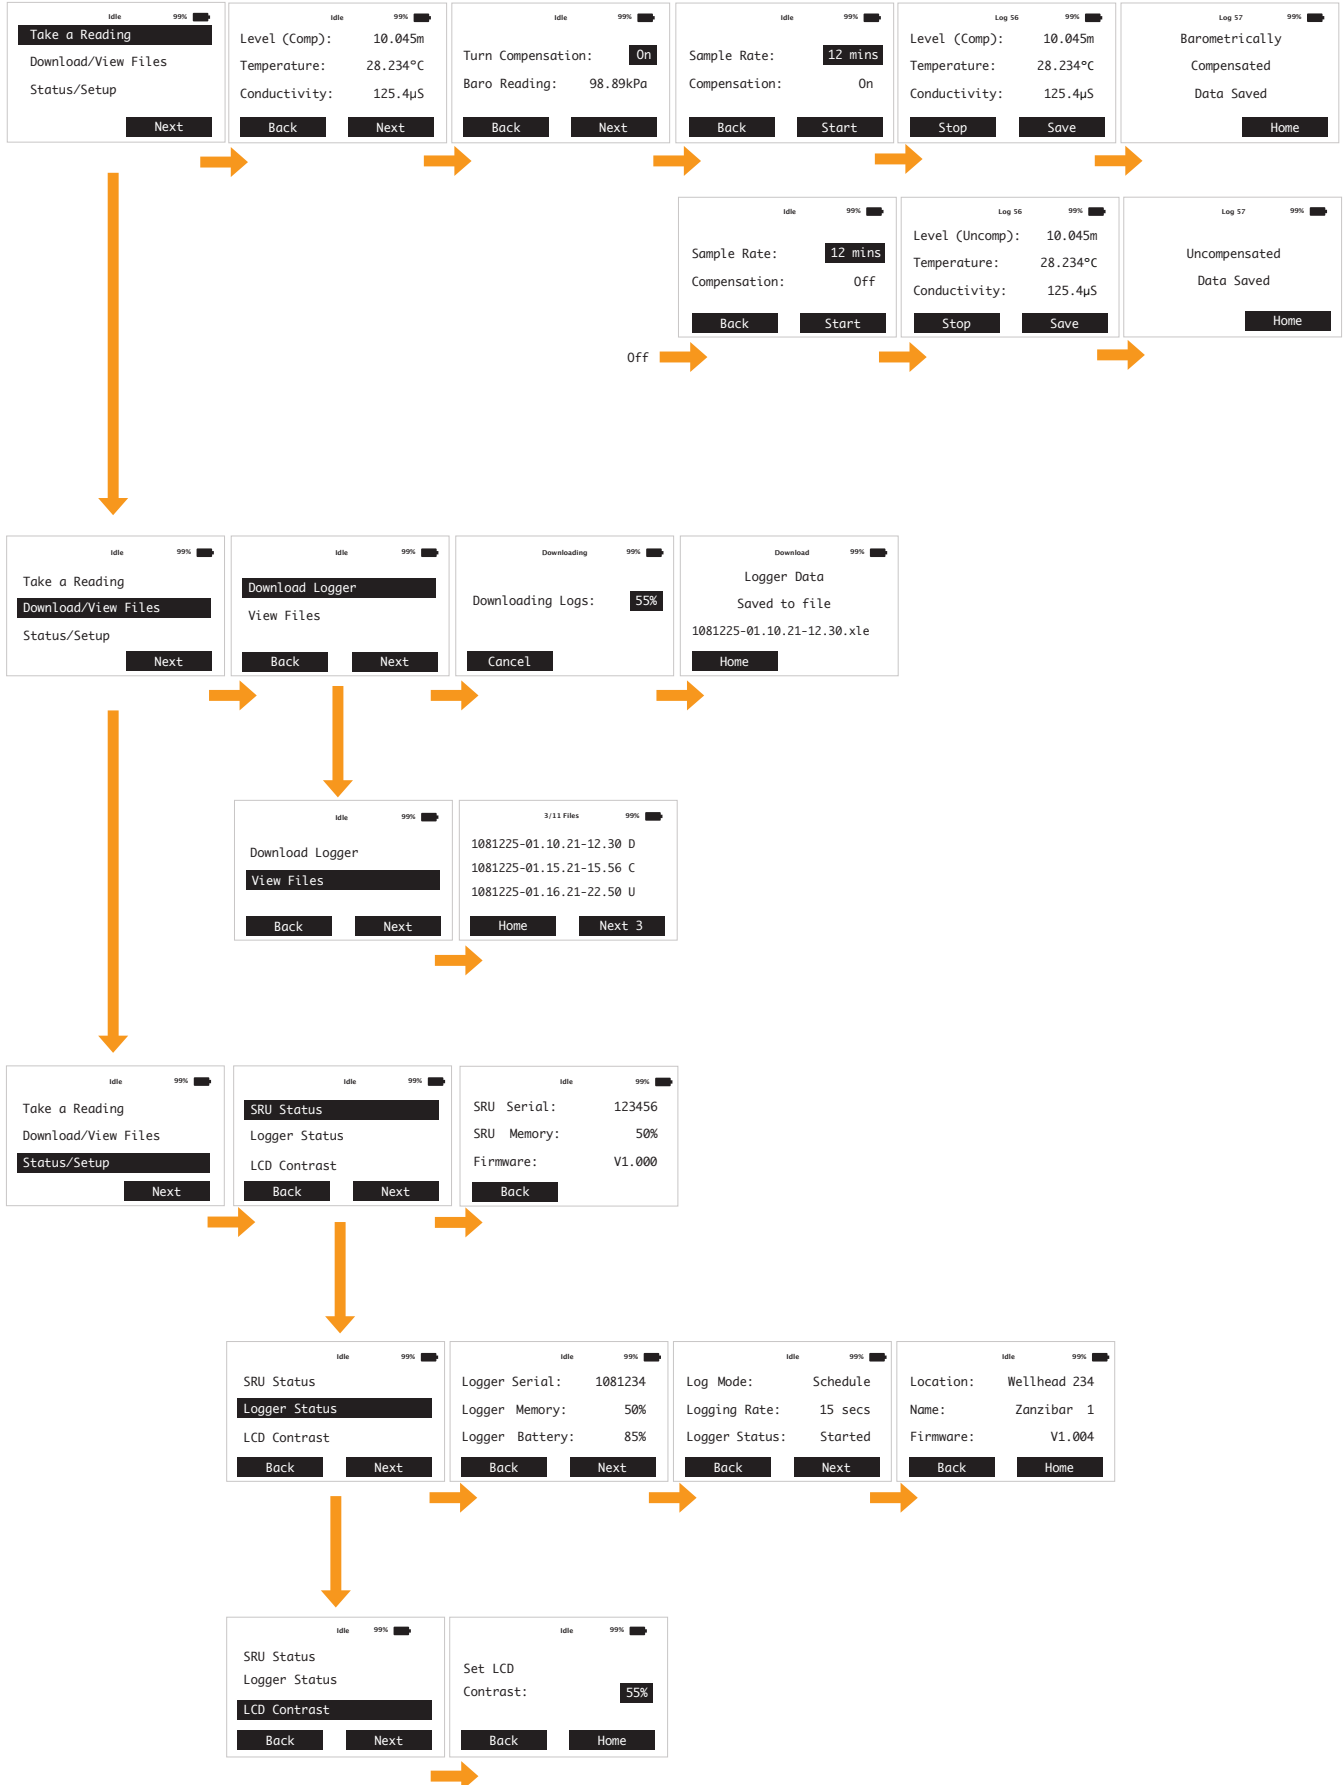 Idle 99%
Take a Reading
Download/View Files
Status/Setup
Next
Idle 99%
Level (Comp): 10.045m
Temperature: 28.234°C
Conductivity: 125.4µS
Back Next
Idle 99%
Turn Compensation: On
Baro Reading: 98.89kPa
Back Next
Idle 99%
Sample Rate: 12 mins
Compensation: On
Back Start
Log 56 99%
Level (Comp): 10.045m
Temperature: 28.234°C
Conductivity: 125.4µS
Stop Save
Log 57 99%
Barometrically
Compensated
Data Saved
Home
Off
Idle 99%
Sample Rate: 12 mins
Compensation: Off
Back Start
Log 56 99%
Level (Uncomp): 10.045m
Temperature: 28.234°C
Conductivity: 125.4µS
Stop Save
Log 57 99%
Uncompensated
Data Saved
Home
Idle 99%
Take a Reading
Download/View Files
Status/Setup
Next
Idle 99%
Download Logger
View Files
Back Next
Downloading 99%
Downloading Logs: 55%
Cancel
Download 99%
Logger Data
Saved to file
1081225-01.10.21-12.30.xle
Home
Idle 99%
Download Logger
View Files
Back Next
3/11 Files 99%
1081225-01.10.21-12.30 D
1081225-01.15.21-15.56 C
1081225-01.16.21-22.50 U
Home Next 3
Idle 99%
Take a Reading
Download/View Files
Status/Setup
Next
Idle 99%
SRU Status
Logger Status
LCD Contrast
Back Next
Idle 99%
SRU Serial: 123456
SRU Memory: 50%
Firmware: V1.000
Back
Idle 99%
SRU Status
Logger Status
LCD Contrast
Back Next
Idle 99%
Logger Serial: 1081234
Logger Memory: 50%
Logger Battery: 85%
Back Next
Idle 99%
Log Mode: Schedule
Logging Rate: 15 secs
Logger Status: Started
Back Next
Idle 99%
Location: Wellhead 234
Name: Zanzibar 1
Firmware: V1.004
Back Home
Idle 99%
SRU Status
Logger Status
LCD Contrast
Back Next
Idle 99%
Set LCD
Contrast: 55%
Back Home